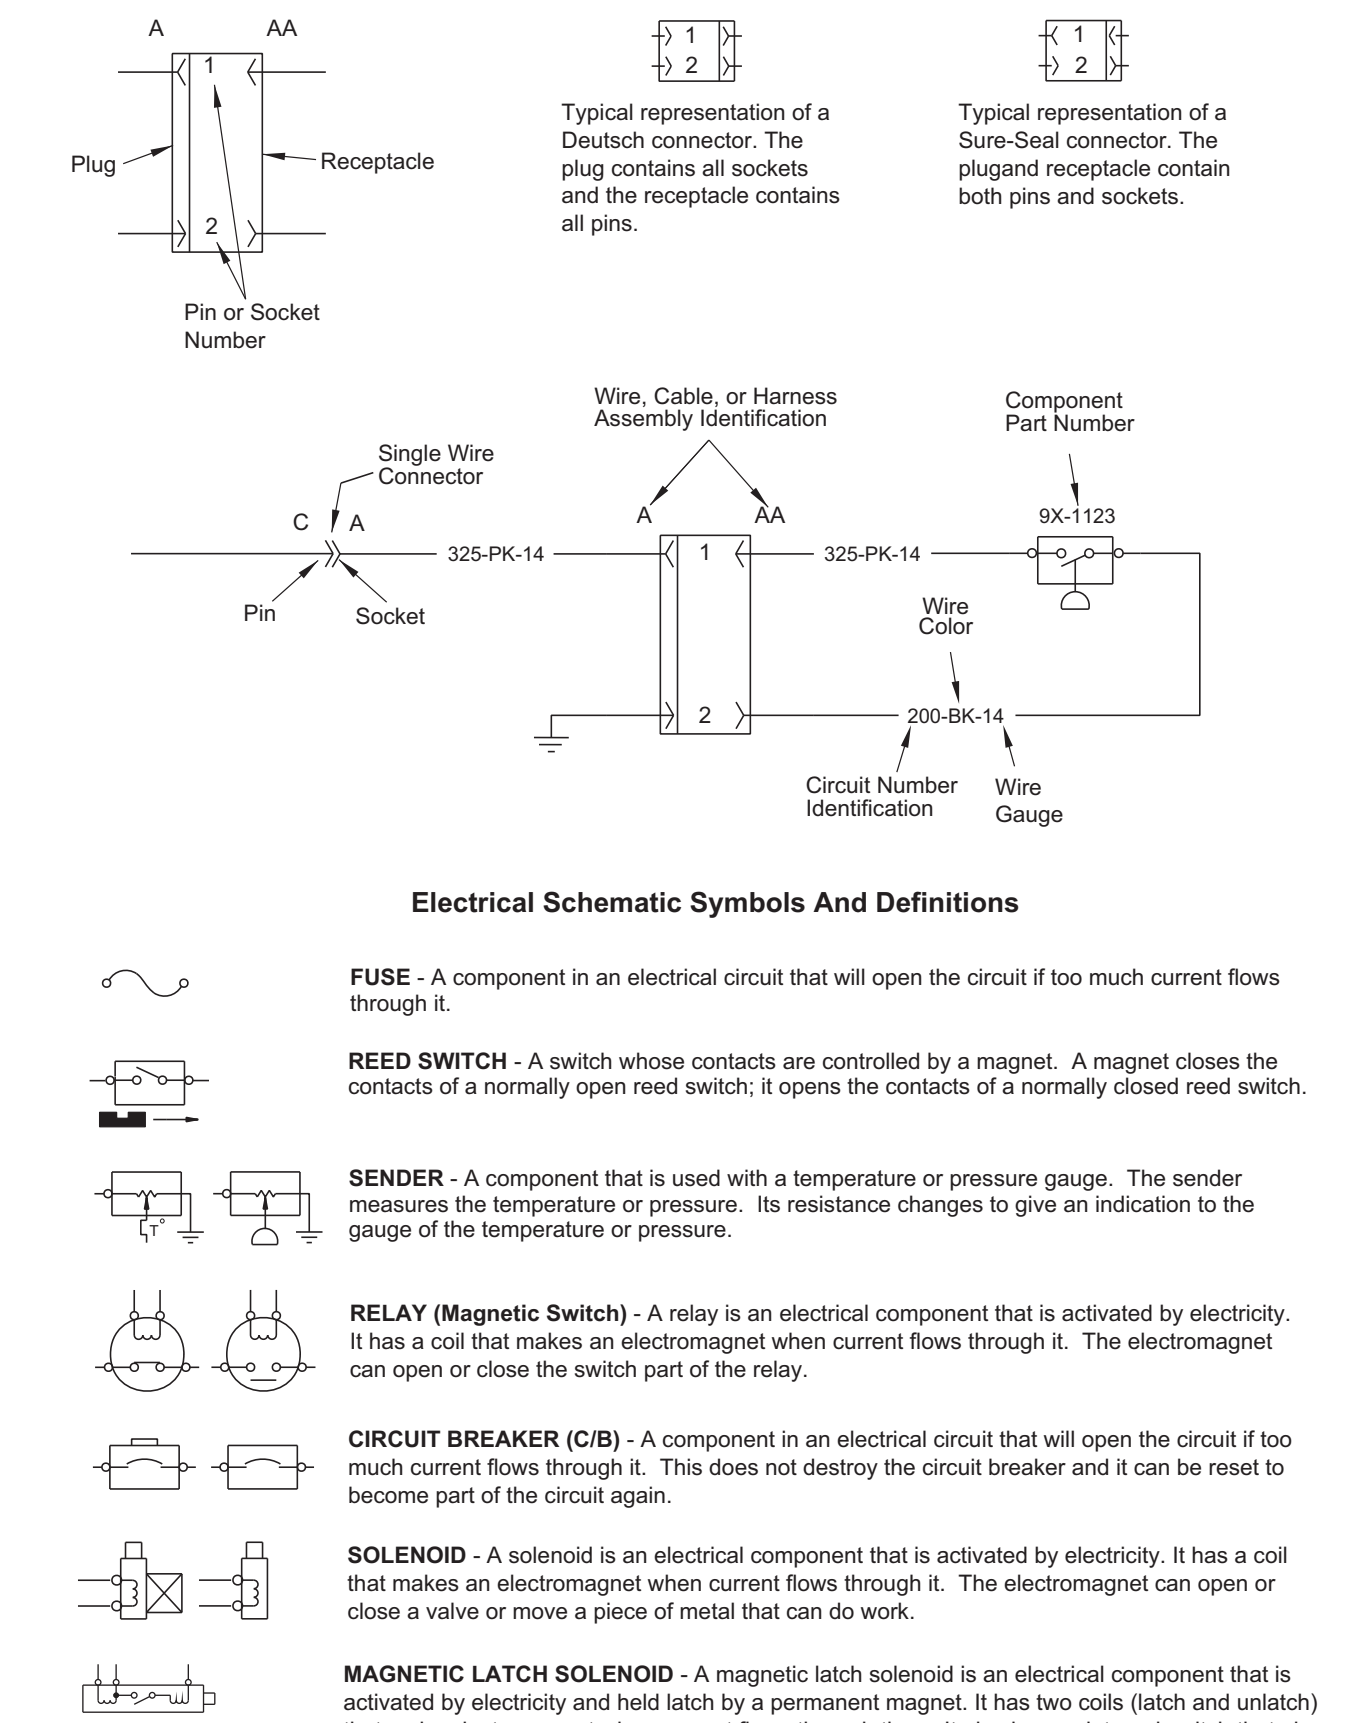 A AA
1
2
Plug
Receptacle
Pin or Socket
Number
1
2
Typical representation of a
Deutsch connector. The
plug contains all sockets
and the receptacle contains
all pins.
1
2
Typical representation of a
Sure-Seal connector. The
plugand receptacle contain
both pins and sockets.
Wire, Cable, or Harness
Assembly Identification
Component
Part Number
Single Wire
Connector
C A
A AA
9X-1123
325-PK-14
1
325-PK-14
Pin
Socket
Wire
Color
2
200-BK-14
Circuit Number
Identification
Wire
Gauge
Electrical Schematic Symbols And Definitions
FUSE - A component in an electrical circuit that will open the circuit if too much current flows
through it.
REED SWITCH - A switch whose contacts are controlled by a magnet. A magnet closes the
contacts of a normally open reed switch; it opens the contacts of a normally closed reed switch.
T°
SENDER - A component that is used with a temperature or pressure gauge. The sender
measures the temperature or pressure. Its resistance changes to give an indication to the
gauge of the temperature or pressure.
RELAY (Magnetic Switch) - A relay is an electrical component that is activated by electricity.
It has a coil that makes an electromagnet when current flows through it. The electromagnet
can open or close the switch part of the relay.
CIRCUIT BREAKER (C/B) - A component in an electrical circuit that will open the circuit if too
much current flows through it. This does not destroy the circuit breaker and it can be reset to
become part of the circuit again.
SOLENOID - A solenoid is an electrical component that is activated by electricity. It has a coil
that makes an electromagnet when current flows through it. The electromagnet can open or
close a valve or move a piece of metal that can do work.
MAGNETIC LATCH SOLENOID - A magnetic latch solenoid is an electrical component that is
activated by electricity and held latch by a permanent magnet. It has two coils (latch and unlatch)